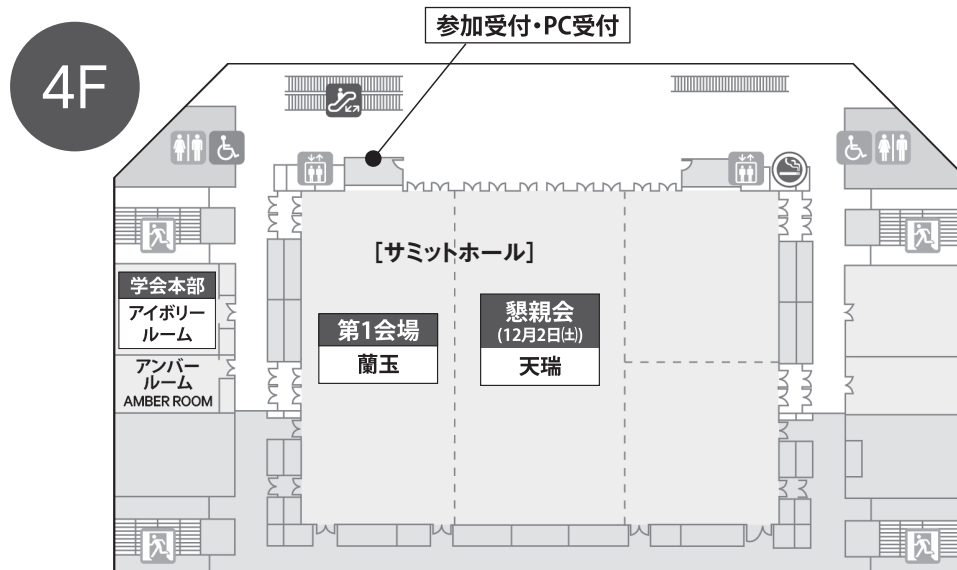 4F
参加受付・PC受付
[サミットホール]
学会本部
アイボリー
ルーム
アンバー
ルーム
AMBER ROOM
第1会場
蘭玉
懇親会
(12月2日㈯)
天瑞